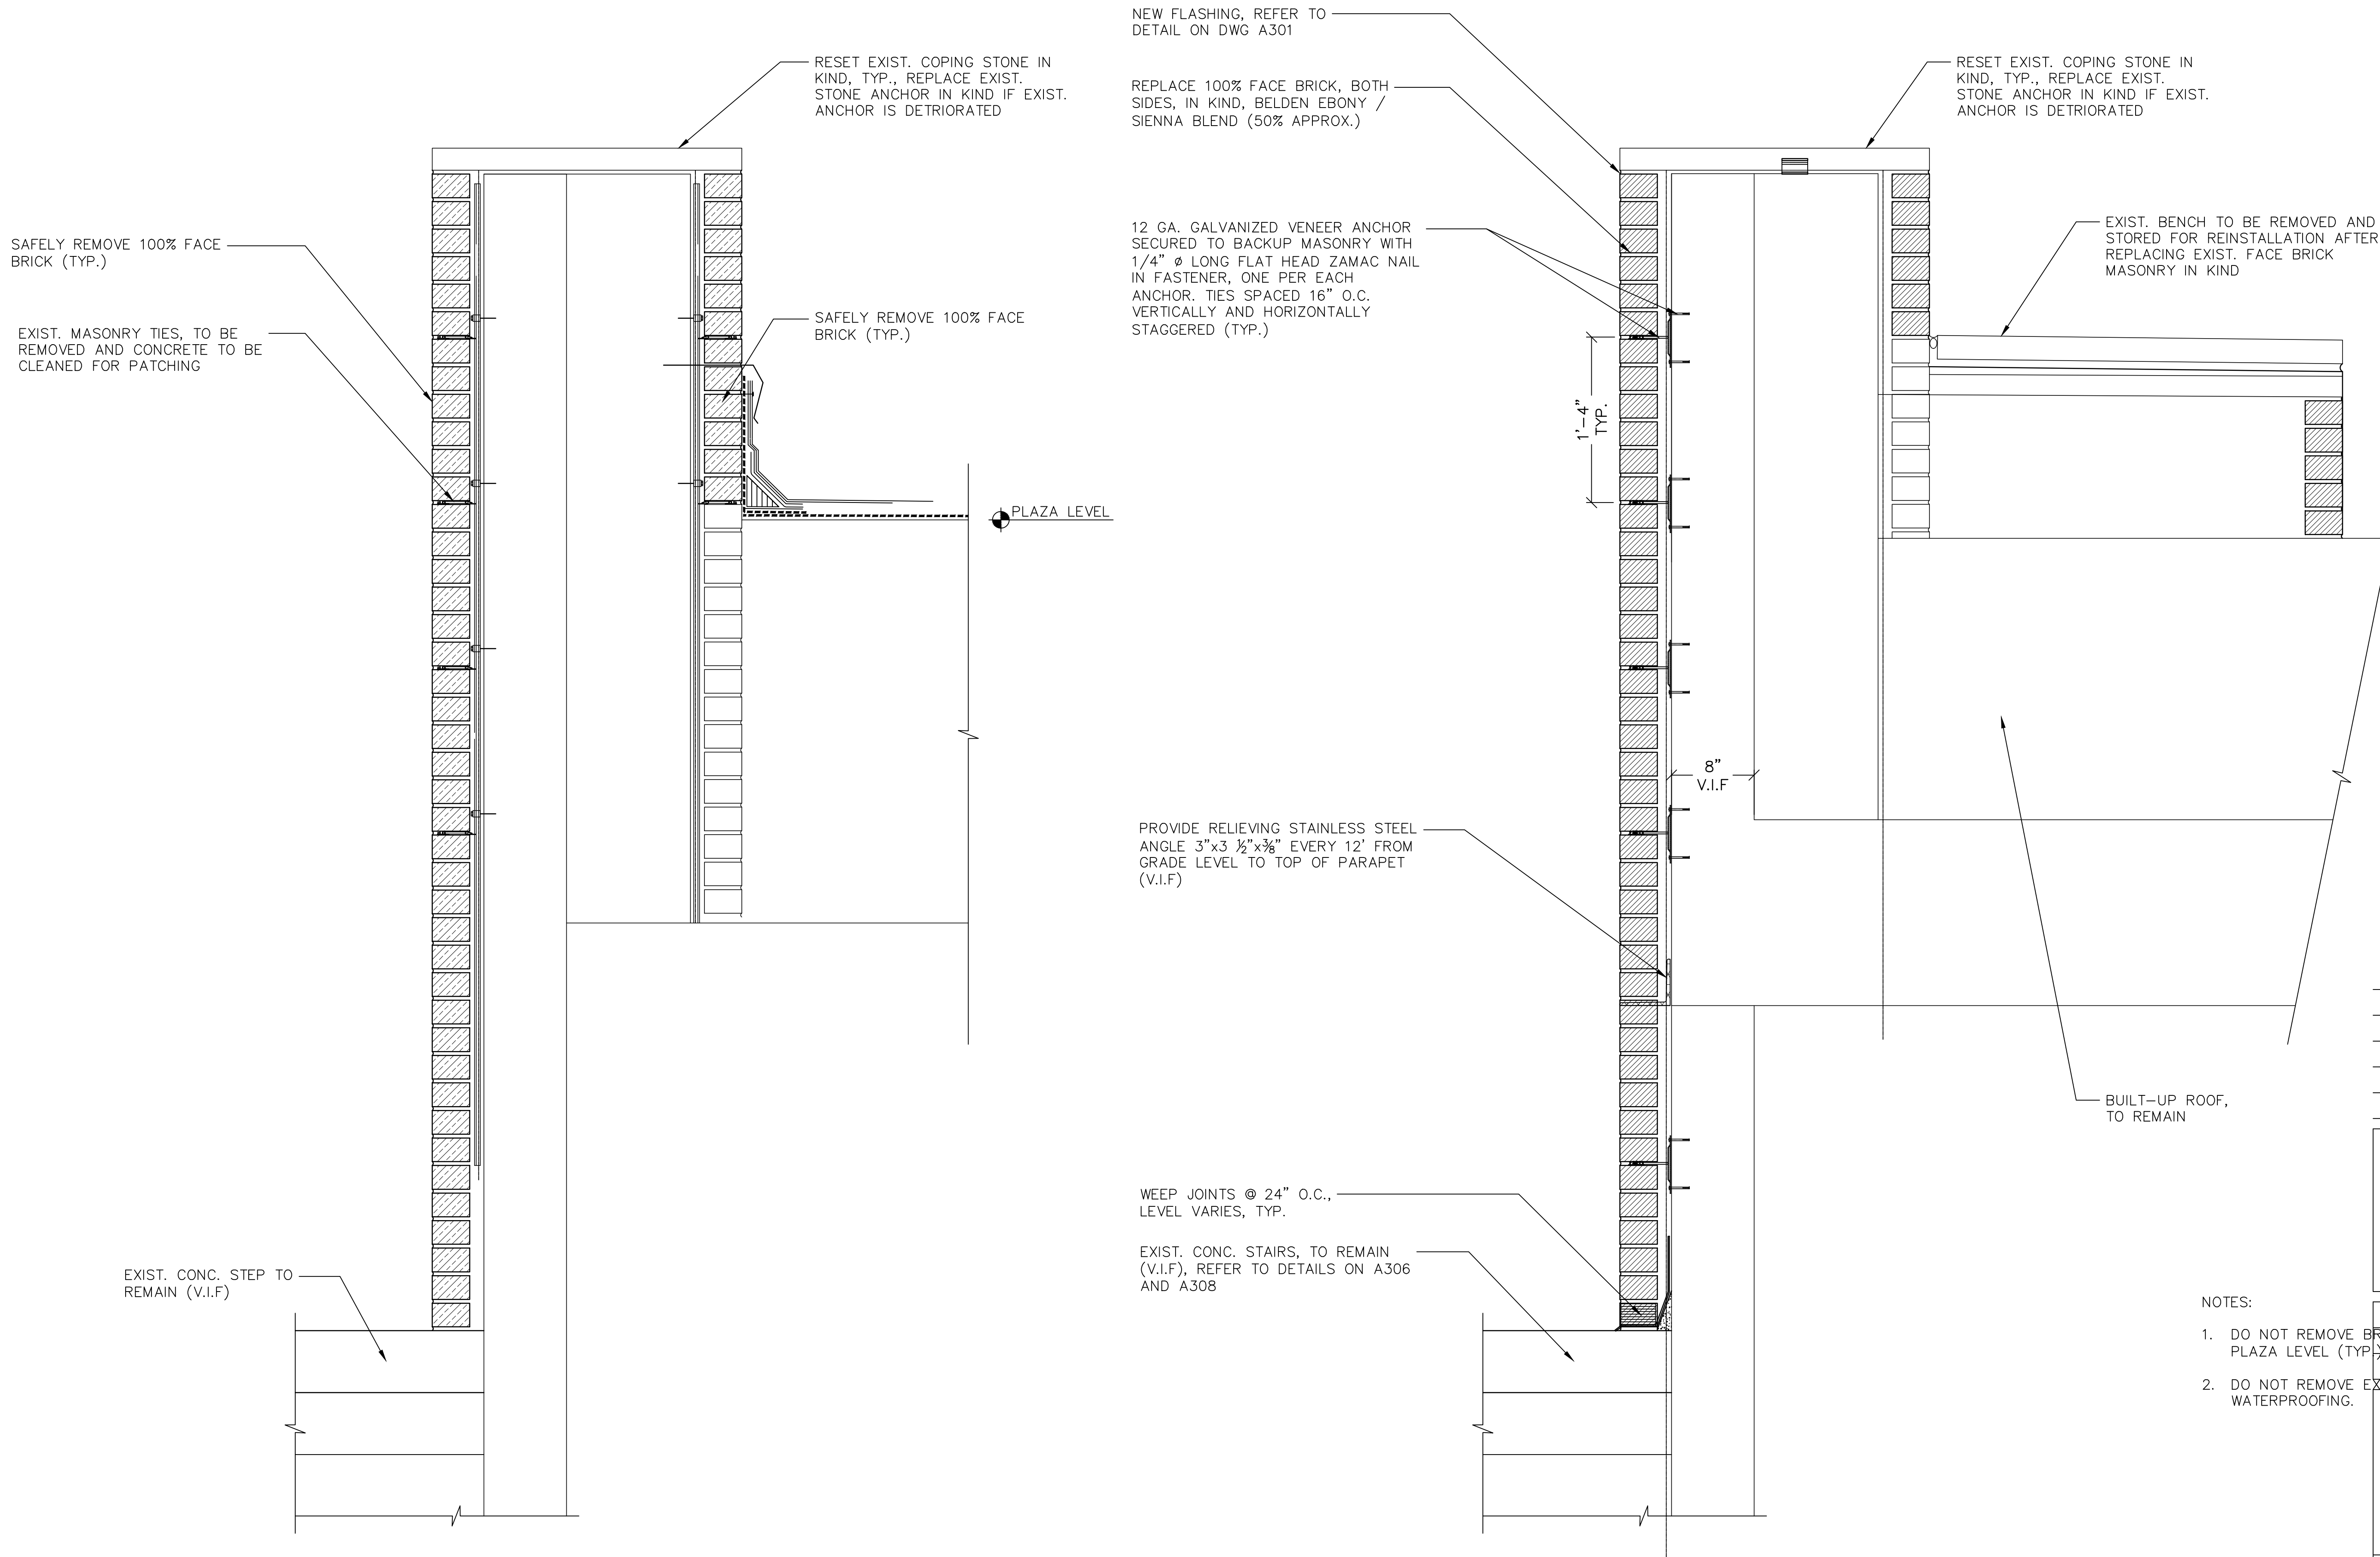 RESET EXIST. COPING STONE IN
KIND, TYP., REPLACE EXIST.
STONE ANCHOR IN KIND IF EXIST.
ANCHOR IS DETRIORATED
SAFELY REMOVE 100% FACE
BRICK (TYP.)
EXIST. MASONRY TIES, TO BE
REMOVED AND CONCRETE TO BE
CLEANED FOR PATCHING
SAFELY REMOVE 100% FACE
BRICK (TYP.)
PLAZA LEVEL
EXIST. CONC. STEP TO
REMAIN (V.I.F)
NEW FLASHING, REFER TO
DETAIL ON DWG A301
REPLACE 100% FACE BRICK, BOTH
SIDES, IN KIND, BELDEN EBONY /
SIENNA BLEND (50% APPROX.)
12 GA. GALVANIZED VENEER ANCHOR
SECURED TO BACKUP MASONRY WITH
1/4" ø LONG FLAT HEAD ZAMAC NAIL
IN FASTENER, ONE PER EACH
ANCHOR. TIES SPACED 16" O.C.
VERTICALLY AND HORIZONTALLY
STAGGERED (TYP.)
1'-4"
TYP.
8"
V.I.F
PROVIDE RELIEVING STAINLESS STEEL
ANGLE 3"x3 ½"x⅜" EVERY 12' FROM
GRADE LEVEL TO TOP OF PARAPET
(V.I.F)
WEEP JOINTS @ 24" O.C.,
LEVEL VARIES, TYP.
EXIST. CONC. STAIRS, TO REMAIN
(V.I.F), REFER TO DETAILS ON A306
AND A308
RESET EXIST. COPING STONE IN
KIND, TYP., REPLACE EXIST.
STONE ANCHOR IN KIND IF EXIST.
ANCHOR IS DETRIORATED
EXIST. BENCH TO BE REMOVED AND
STORED FOR REINSTALLATION AFTER
REPLACING EXIST. FACE BRICK
MASONRY IN KIND
BUILT-UP ROOF,
TO REMAIN
NOTES:
1. DO NOT REMOVE
PLAZA LEVEL (TYP.)
2. DO NOT REMOVE
WATERPROOFING.